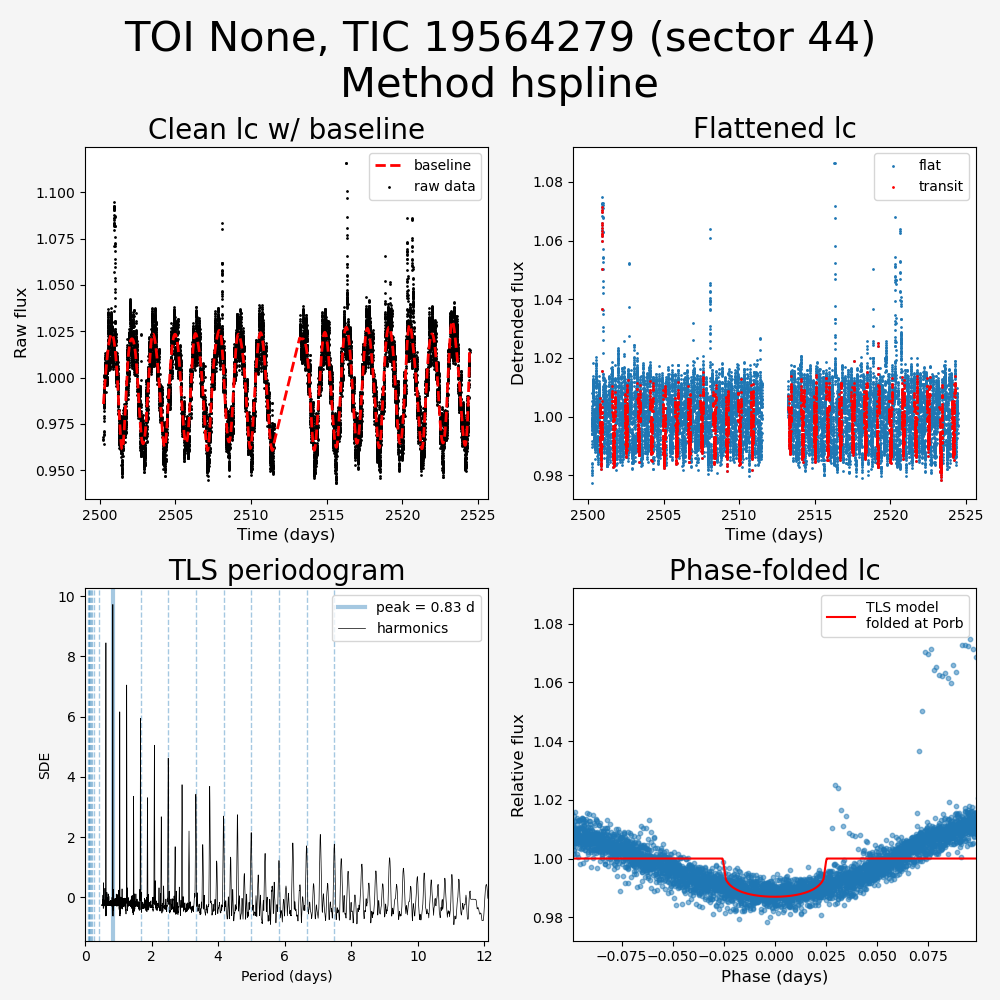 TOI None, TIC 19564279 (sector 44)
Method hspline
Clean lc w/ baseline
baseline
raw data
Raw flux
1.100
1.075
1.050
1.025
1.000
0.975
0.950
2500
2505
2510
2515
2520
2525
Time (days)
Flattened lc
flat
transit
Detrended flux
1.08
1.06
1.04
1.02
1.00
0.98
2500
2505
2510
2515
2520
2525
Time (days)
TLS periodogram
peak = 0.83 d
harmonics
SDE
10
8
6
4
2
0
0
2
4
6
8
10
12
Period (days)
Phase-folded lc
TLS model
folded at Porb
Relative flux
1.08
1.06
1.04
1.02
1.00
0.98
−0.075
−0.050
−0.025
0.000
0.025
0.050
0.075
Phase (days)